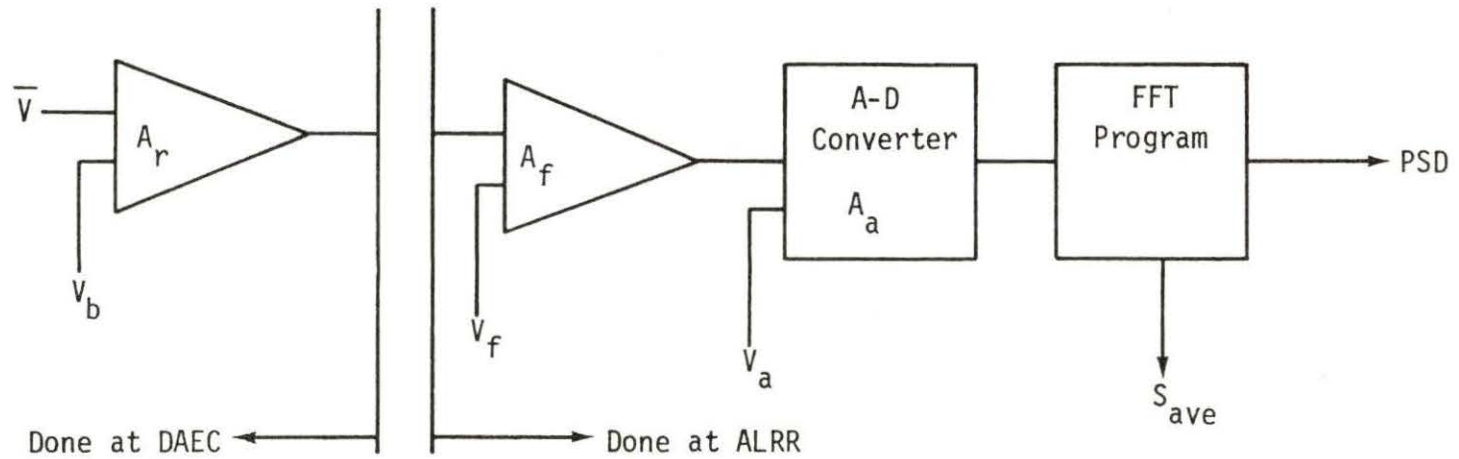 V̅
A_r
V_b
A_f
V_f
A-D
Converter
A_a
V_a
FFT
Program
PSD
S_ave
Done at DAEC
Done at ALRR